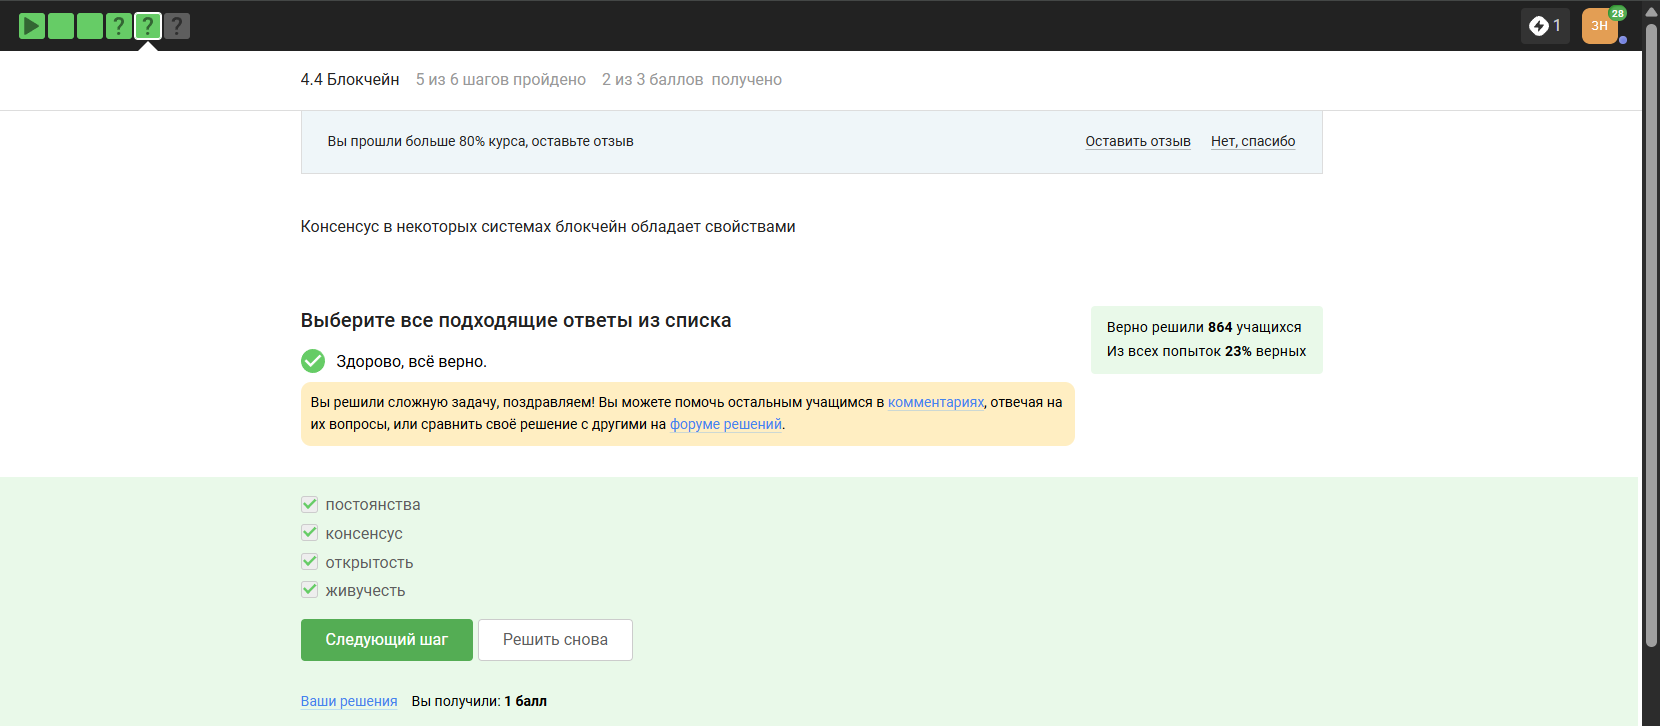 ? ? ?
1
ЗН
28
4.4 Блокчейн 5 из 6 шагов пройдено 2 из 3 баллов получено
Вы прошли больше 80% курса, оставьте отзыв Оставить отзыв Нет, спасибо
Консенсус в некоторых системах блокчейн обладает свойствами
Выберите все подходящие ответы из списка
Верно решили 864 учащихся
Из всех попыток 23% верных
Здорово, всё верно.
Вы решили сложную задачу, поздравляем! Вы можете помочь остальным учащимся в комментариях, отвечая на
их вопросы, или сравнить своё решение с другими на форуме решений.
постоянства
консенсус
открытость
живучесть
Следующий шаг Решить снова
Ваши решения Вы получили: 1 балл